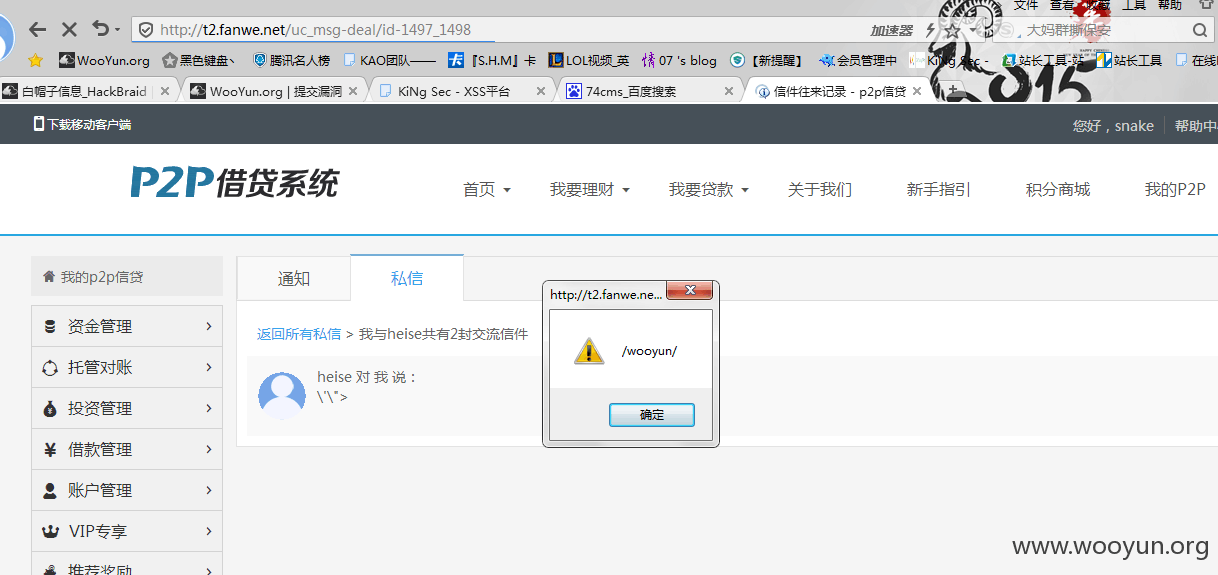 文件 查看 收藏 工具 帮助
http://t2.fanwe.net/uc_msg-deal/id-1497_1498
加速器
大妈群撕保安
WooYun.org 黑色键盘丶 腾讯名人榜 KAO团队—— 『S.H.M』卡 LOL视频_英 07 's blog 【新提醒】 会员管理中 KiNg Sec - 站长工具-站 站长工具 在线
白帽子信息_HackBraid WooYun.org | 提交漏洞 KiNg Sec - XSS平台 74cms_百度搜索 信件往来记录 - p2p信贷
下载移动客户端
您好，snake 帮助中
P2P借贷系统
首页 我要理财 我要贷款 关于我们 新手指引 积分商城 我的P2P
我的p2p信贷
通知 私信
资金管理
托管对账
投资管理
借款管理
账户管理
VIP专享
推荐奖励
返回所有私信 > 我与heise共有2封交流信件
heise 对 我 说：
\'\">
http://t2.fanwe.ne...
/wooyun/
确定
www.wooyun.org